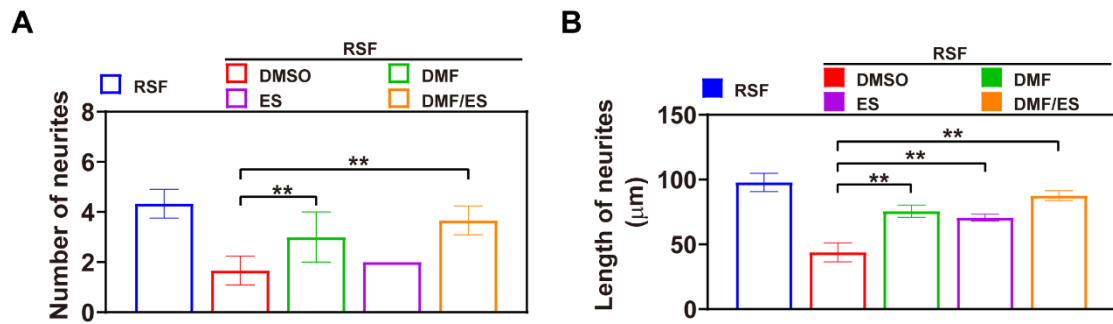 A
RSF
RSF
DMSO
DMF
ES
DMF/ES
Number of neurites
8
6
4
2
0
**
**
B
RSF
RSF
DMSO
DMF
ES
DMF/ES
Length of neurites
(μm)
150
100
50
0
**
**
**